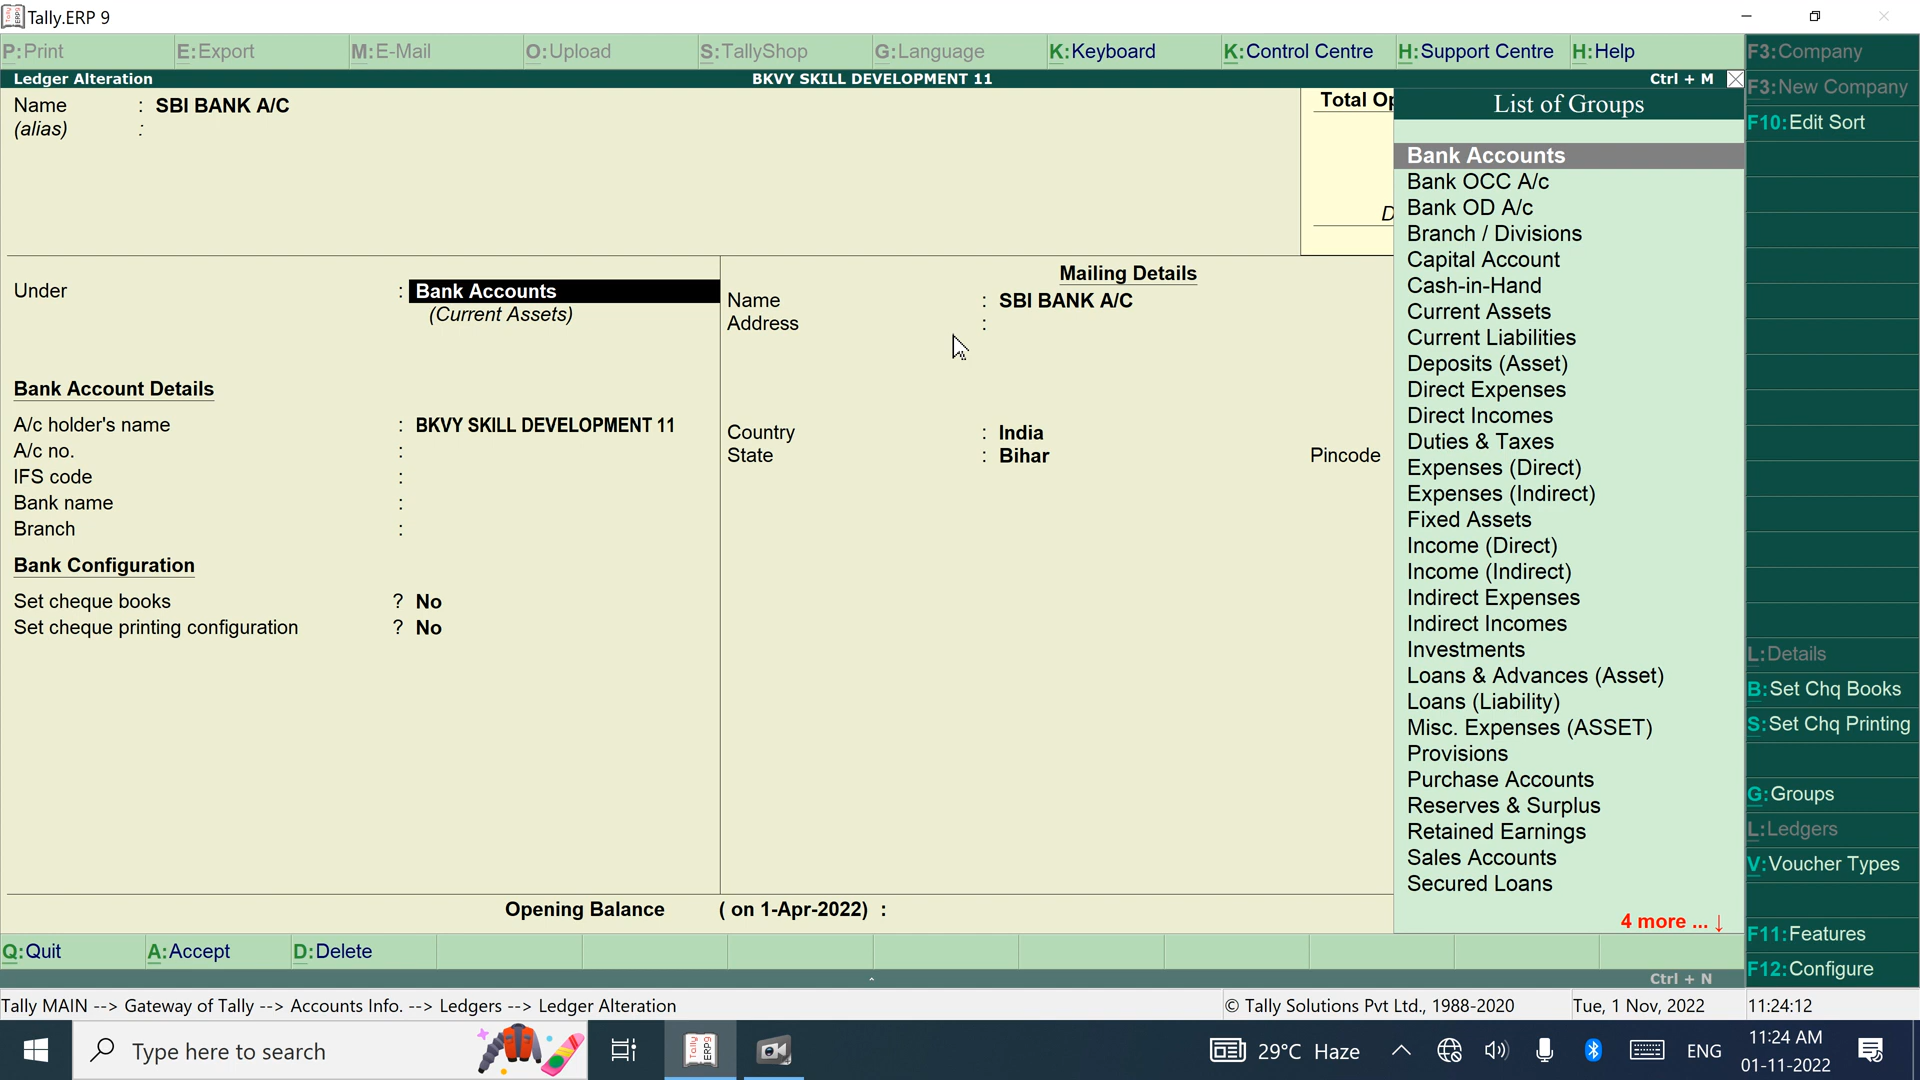 Tally.ERP 9
P:Print E:Export M:E-Mail O:Upload S:TallyShop G:Language K:Keyboard K:Control Centre H:Support Centre H:Help
F3:Company
Ledger Alteration BKVY SKILL DEVELOPMENT 11 Ctrl + M
F3:New Company
F10:Edit Sort
Name : SBI BANK A/C
(alias) :
Total Op
D
List of Groups
Bank Accounts
Bank OCC A/c
Bank OD A/c
Branch / Divisions
Capital Account
Cash-in-Hand
Current Assets
Current Liabilities
Deposits (Asset)
Direct Expenses
Direct Incomes
Duties & Taxes
Expenses (Direct)
Expenses (Indirect)
Fixed Assets
Income (Direct)
Income (Indirect)
Indirect Expenses
Indirect Incomes
Investments
Loans & Advances (Asset)
Loans (Liability)
Misc. Expenses (ASSET)
Provisions
Purchase Accounts
Reserves & Surplus
Retained Earnings
Sales Accounts
Secured Loans
4 more ... ↓
Under : Bank Accounts
(Current Assets)
Bank Account Details
A/c holder's name : BKVY SKILL DEVELOPMENT 11
A/c no. :
IFS code :
Bank name :
Branch :
Bank Configuration
Set cheque books ? No
Set cheque printing configuration ? No
Mailing Details
Name : SBI BANK A/C
Address :
Country : India
State : Bihar Pincode
Opening Balance ( on 1-Apr-2022) :
L:Details
B:Set Chq Books
S:Set Chq Printing
G:Groups
L:Ledgers
V:Voucher Types
F11:Features
F12:Configure
Q:Quit A:Accept D:Delete
Ctrl + N
Tally MAIN --> Gateway of Tally --> Accounts Info. --> Ledgers --> Ledger Alteration © Tally Solutions Pvt Ltd., 1988-2020 Tue, 1 Nov, 2022 11:24:12
Type here to search
Tally
ERP9
29°C Haze
ENG
11:24 AM
01-11-2022